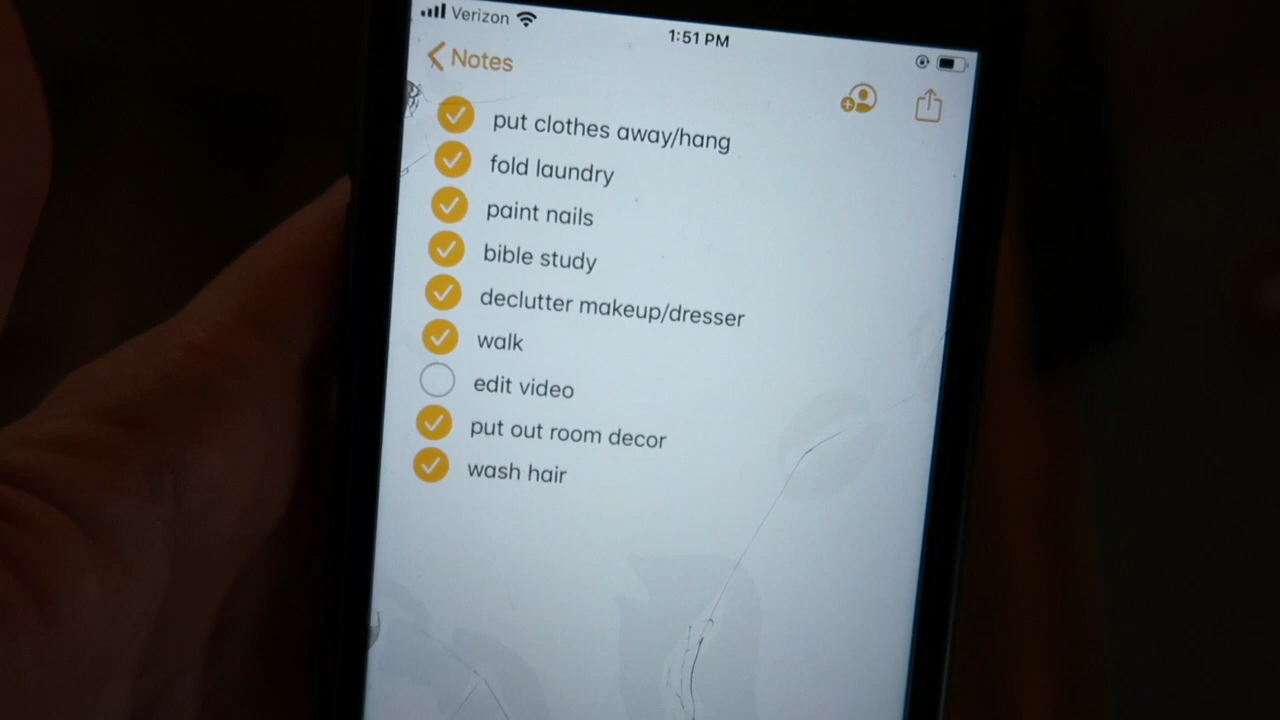 Verizon
1:51 PM
Notes
put clothes away/hang
fold laundry
paint nails
bible study
declutter makeup/dresser
walk
edit video
put out room decor
wash hair